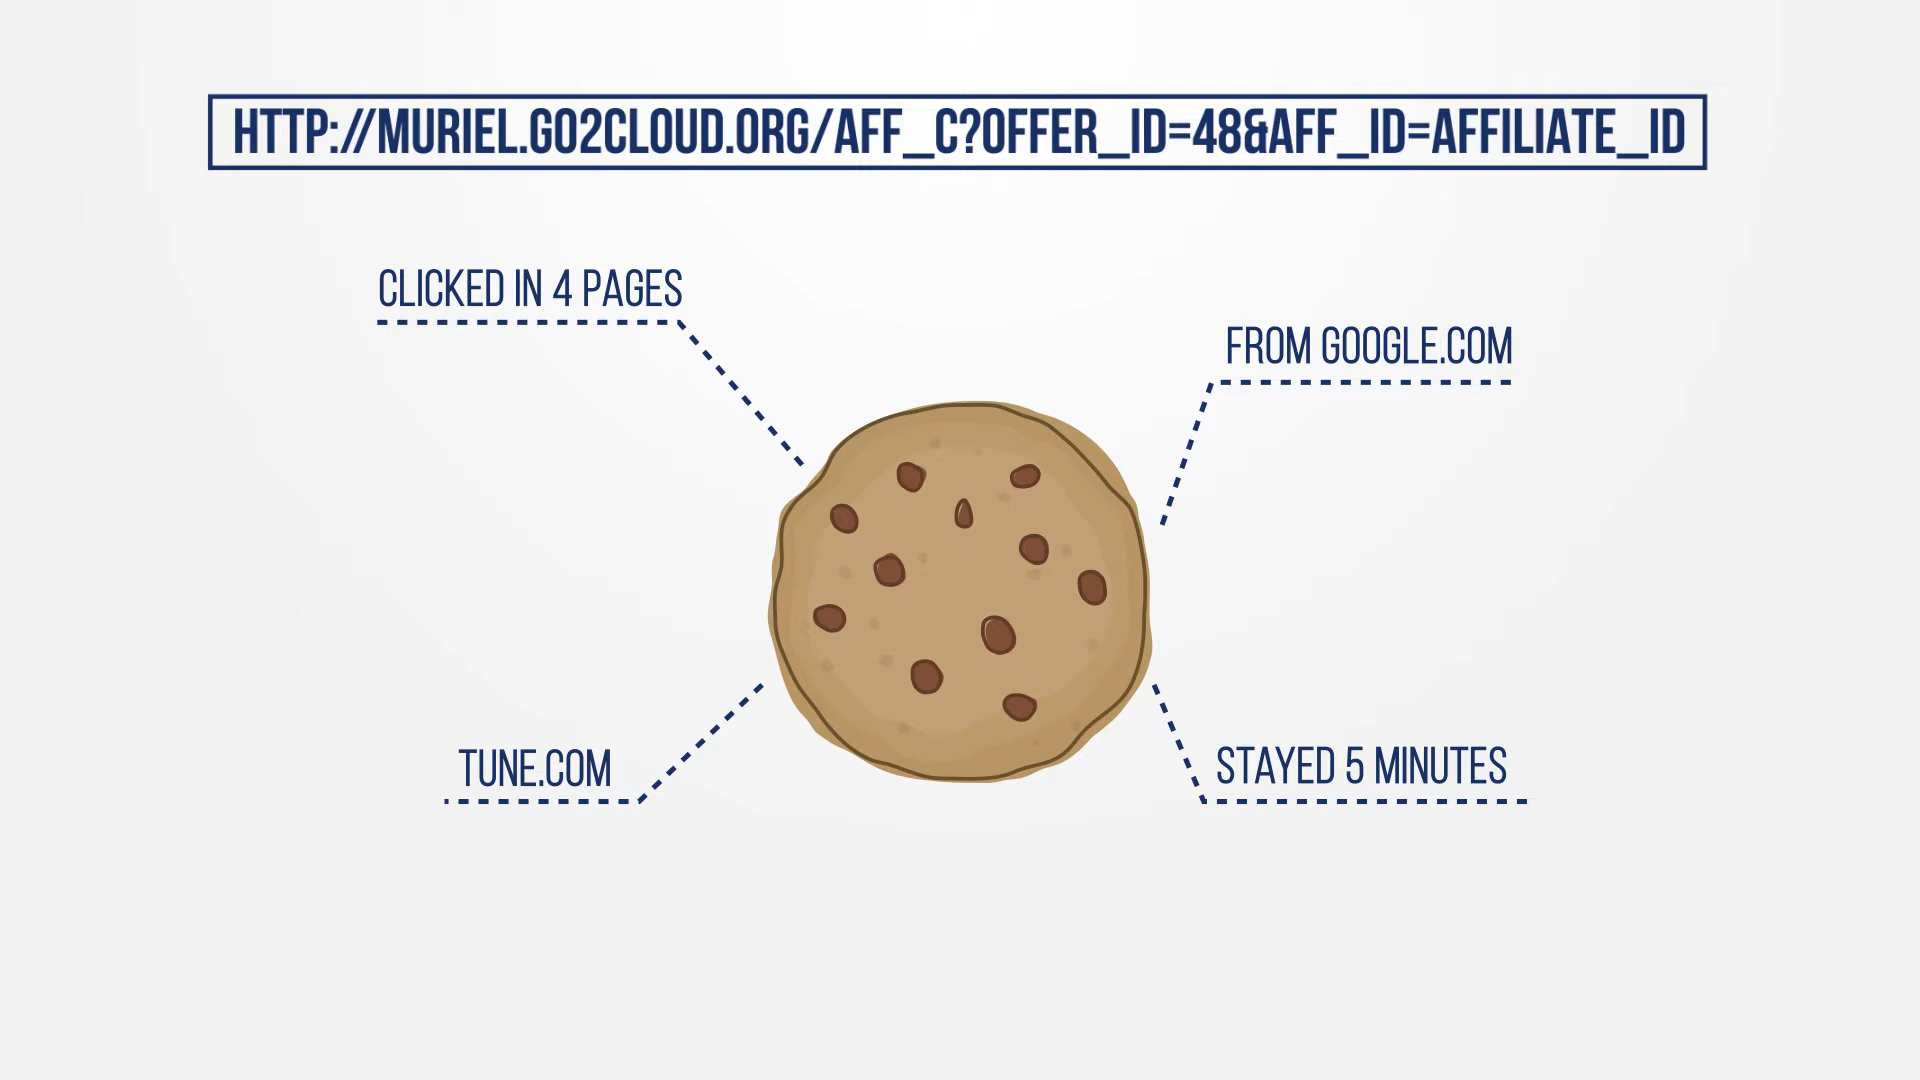 HTTP://MURIEL.GO2CLOUD.ORG/AFF_C?OFFER_ID=48&AFF_ID=AFFILIATE_ID
CLICKED IN 4 PAGES
FROM GOOGLE.COM
TUNE.COM
STAYED 5 MINUTES